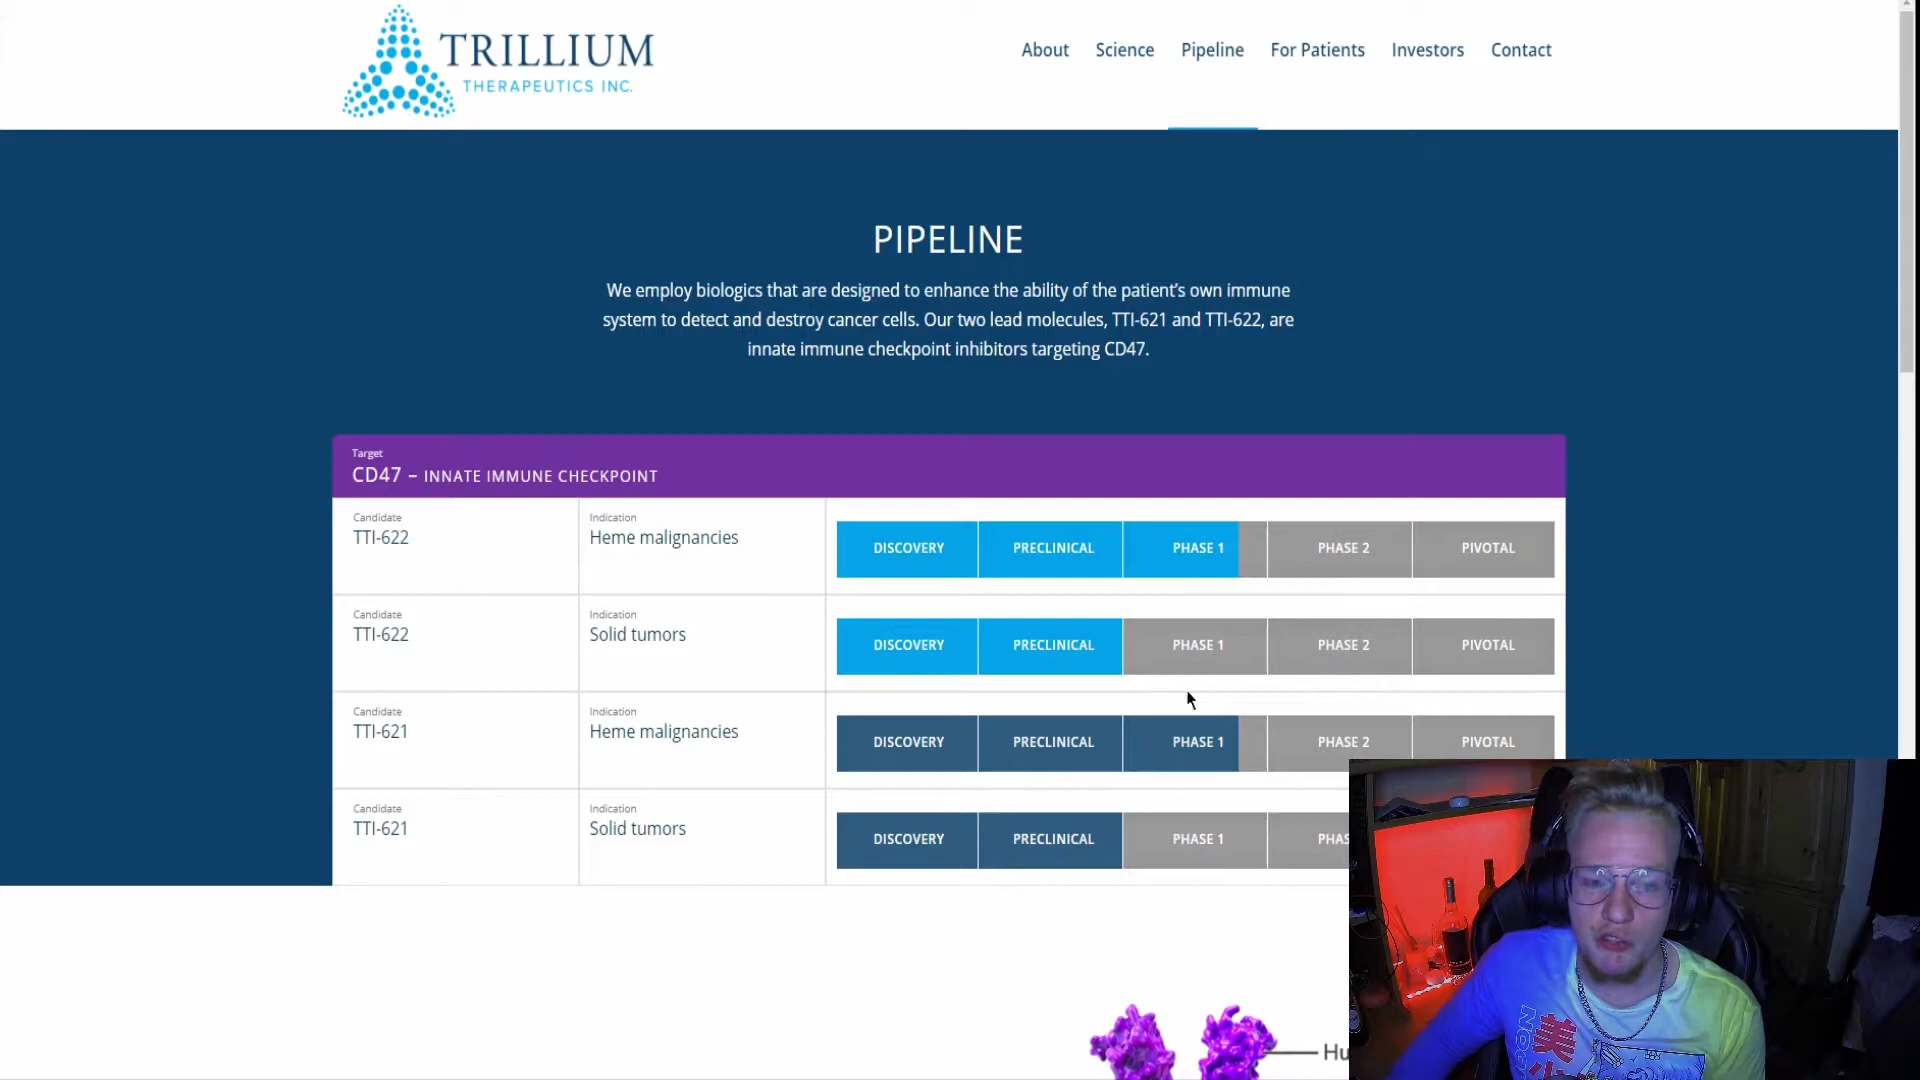 TRILLIUM
THERAPEUTICS INC.
About Science Pipeline For Patients Investors Contact
PIPELINE
We employ biologics that are designed to enhance the ability of the patient's own immune
system to detect and destroy cancer cells. Our two lead molecules, TTI-621 and TTI-622, are
innate immune checkpoint inhibitors targeting CD47.
Target
CD47 – INNATE IMMUNE CHECKPOINT
Candidate Indication
TTI-622 Heme malignancies
DISCOVERY PRECLINICAL PHASE 1 PHASE 2 PIVOTAL
Candidate Indication
TTI-622 Solid tumors
DISCOVERY PRECLINICAL PHASE 1 PHASE 2 PIVOTAL
Candidate Indication
TTI-621 Heme malignancies
DISCOVERY PRECLINICAL PHASE 1 PHASE 2 PIVOTAL
Candidate Indication
TTI-621 Solid tumors
DISCOVERY PRECLINICAL PHASE 1 PHAS
Hu